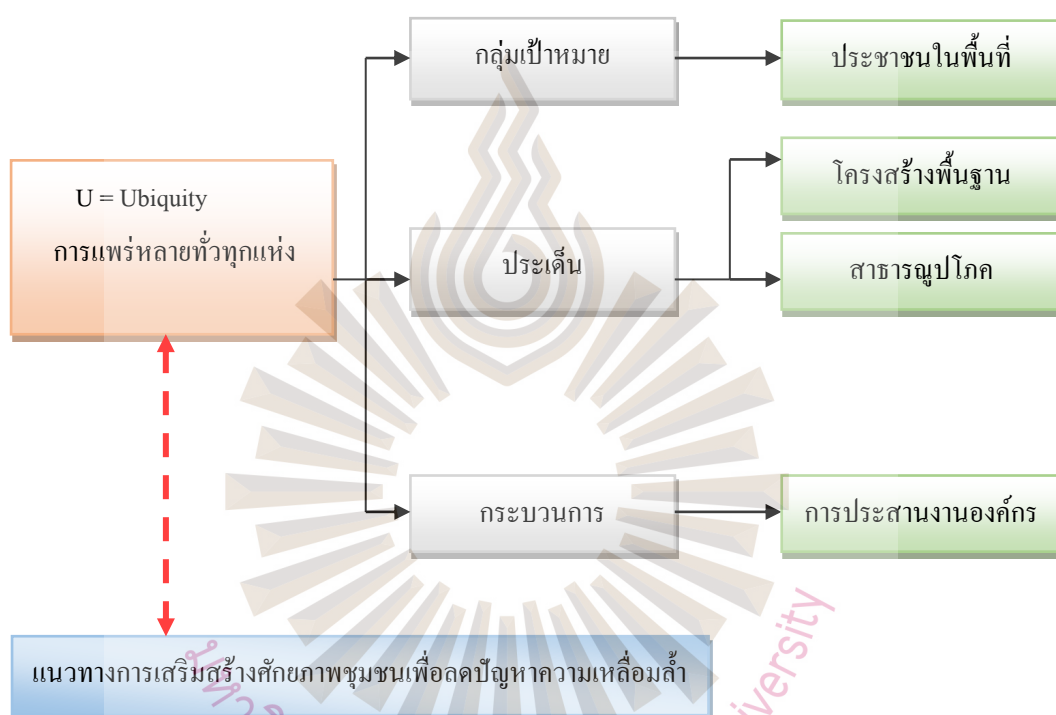 กลุ่มเป้าหมาย
ประชาชนในพื้นที่
U = Ubiquity
การแพร่หลายทั่วทุกแห่ง
โครงสร้างพื้นฐาน
ประเด็น
สาธารณูปโภค
กระบวนการ
การประสานงานองค์กร
แนวทางการเสริมสร้างศักยภาพชุมชนเพื่อลดปัญหาความเหลื่อมล้ำ